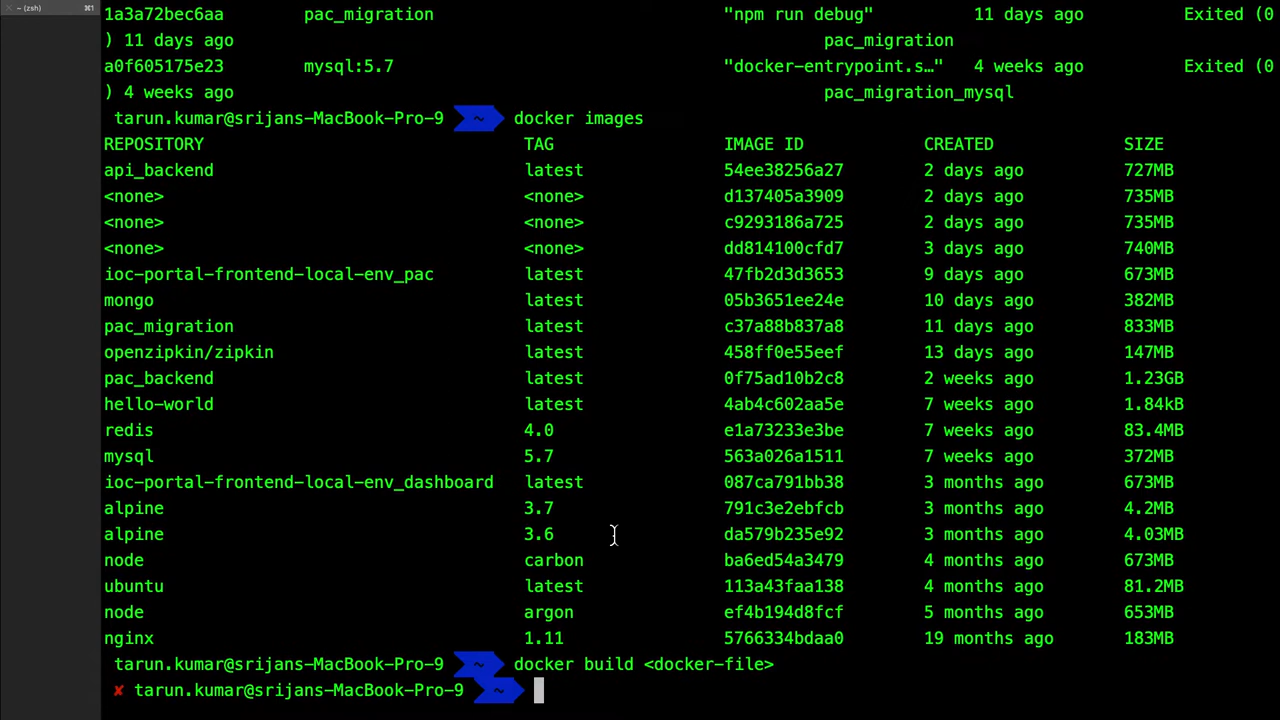 ~ (zsh) ⌘1
1a3a72bec6aa pac_migration "npm run debug" 11 days ago Exited (0
) 11 days ago pac_migration
a0f605175e23 mysql:5.7 "docker-entrypoint.s…" 4 weeks ago Exited (0
) 4 weeks ago pac_migration_mysql
tarun.kumar@srijans-MacBook-Pro-9 ~ docker images
REPOSITORY TAG IMAGE ID CREATED SIZE
api_backend latest 54ee38256a27 2 days ago 727MB
<none> <none> d137405a3909 2 days ago 735MB
<none> <none> c9293186a725 2 days ago 735MB
<none> <none> dd814100cfd7 3 days ago 740MB
ioc-portal-frontend-local-env_pac latest 47fb2d3d3653 9 days ago 673MB
mongo latest 05b3651ee24e 10 days ago 382MB
pac_migration latest c37a88b837a8 11 days ago 833MB
openzipkin/zipkin latest 458ff0e55eef 13 days ago 147MB
pac_backend latest 0f75ad10b2c8 2 weeks ago 1.23GB
hello-world latest 4ab4c602aa5e 7 weeks ago 1.84kB
redis 4.0 e1a73233e3be 7 weeks ago 83.4MB
mysql 5.7 563a026a1511 7 weeks ago 372MB
ioc-portal-frontend-local-env_dashboard latest 087ca791bb38 3 months ago 673MB
alpine 3.7 791c3e2ebfcb 3 months ago 4.2MB
alpine 3.6 da579b235e92 3 months ago 4.03MB
node carbon ba6ed54a3479 4 months ago 673MB
ubuntu latest 113a43faa138 4 months ago 81.2MB
node argon ef4b194d8fcf 5 months ago 653MB
nginx 1.11 5766334bdaa0 19 months ago 183MB
tarun.kumar@srijans-MacBook-Pro-9 ~ docker build <docker-file>
✘ tarun.kumar@srijans-MacBook-Pro-9 ~